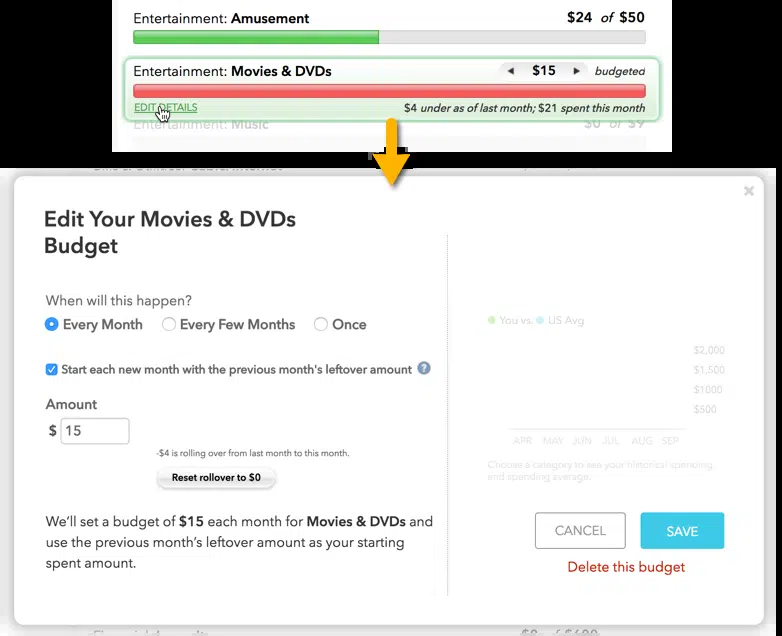 Entertainment: Amusement
$24 of $50
Entertainment: Movies & DVDs
◄ $15 ► budgeted
EDIT DETAILS
$4 under as of last month; $21 spent this month
Entertainment: Music
$0 of $9
Edit Your Movies & DVDs
Budget
When will this happen?
Every Month
Every Few Months
Once
Start each new month with the previous month's leftover amount ?
Amount
$ 15
-$4 is rolling over from last month to this month.
Reset rollover to $0
We'll set a budget of $15 each month for Movies & DVDs and
use the previous month's leftover amount as your starting
spent amount.
You vs. US Avg
$2,000
$1,500
$1000
$500
APR MAY JUN JUL AUG SEP
Choose a category to see your historical spending
and spending average.
CANCEL
SAVE
Delete this budget